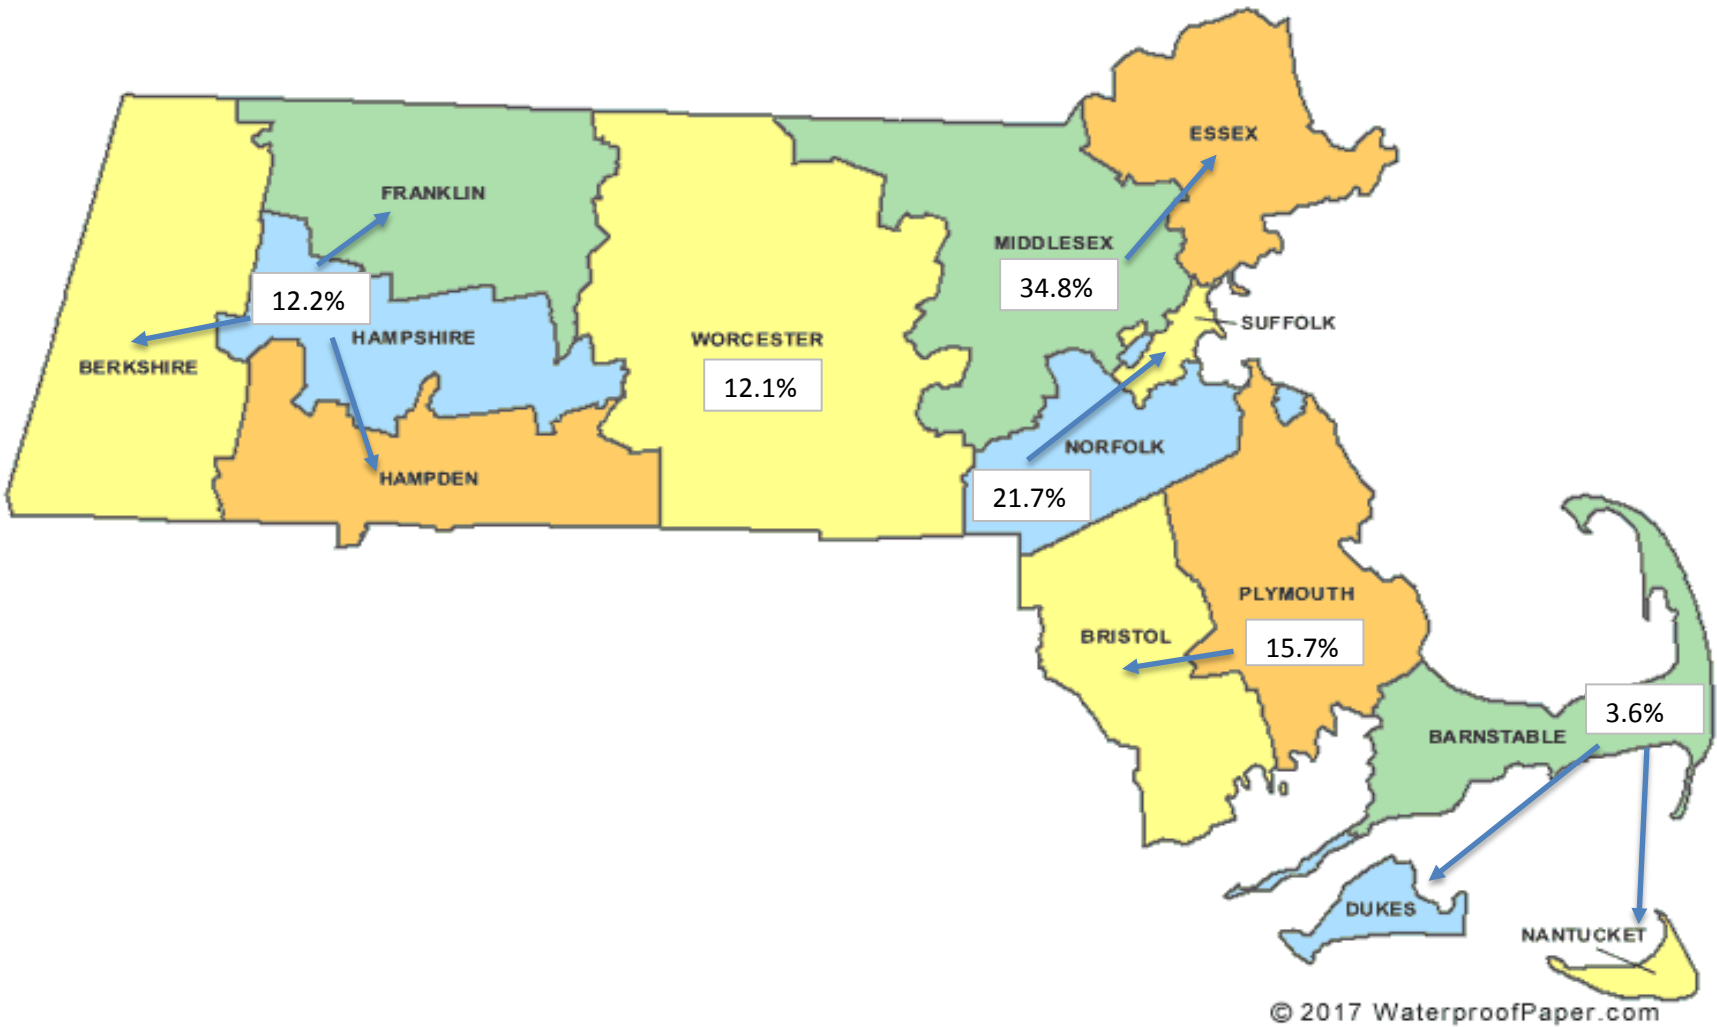 ESSEX
FRANKLIN
MIDDLESEX
34.8%
12.2%
SUFFOLK
HAMPSHIRE
WORCESTER
BERKSHIRE
12.1%
NORFOLK
HAMPDEN
21.7%
PLYMOUTH
BRISTOL
15.7%
3.6%
BARNSTABLE
DUKES
NANTUCKET
© 2017 WaterproofPaper.com